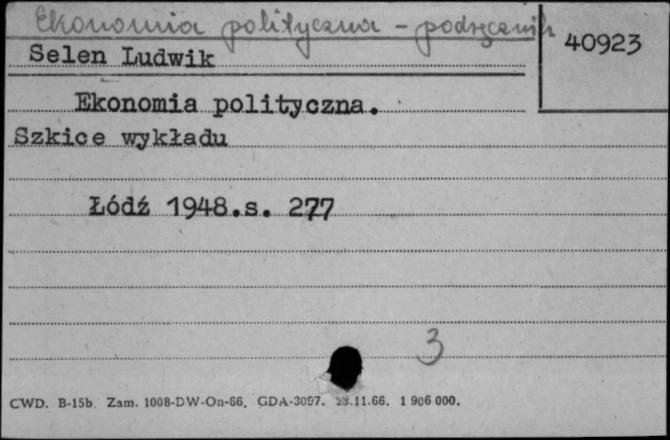 Ekonomia polityczna - podręcznik
40923
Selen Ludwik
Ekonomia polityczna.
Szkice wykładu
Łódź 1948.s. 277
3
CWD. B-15b. Zam. 1008-DW-On-66. GDA-3097. 23.11.66. 1 906 000.